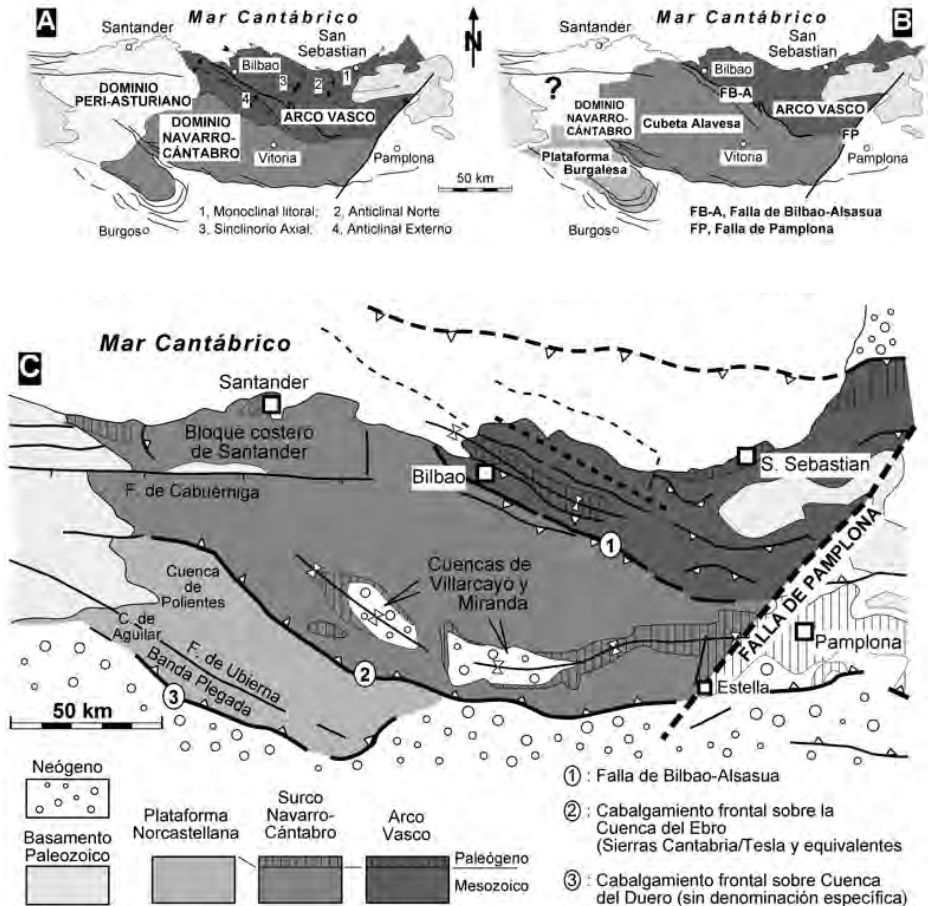 A
Mar Cantábrico
Santander
San
Sebastian
Bilbao
1
2
3
4
DOMINIO
PERI-ASTURIANO
ARCO VASCO
DOMINIO
NAVARRO-
CÁNTABRO
Vitoria
Pamplona
50 km
1, Monoclinal litoral; 2, Anticlinal Norte
3, Sinclinorio Axial; 4, Anticlinal Externo
Burgos
N
B
Mar Cantábrico
Santander
San
Sebastian
Bilbao
?
FB-A
DOMINIO
NAVARRO-
CÁNTABRO
Cubeta Alavesa
ARCO VASCO
FP
Vitoria
Pamplona
Plataforma
Burgalesa
FB-A, Falla de Bilbao-Alsasua
FP, Falla de Pamplona
Burgos
C
Mar Cantábrico
Santander
Bloque costero
de Santander
Bilbao
S. Sebastian
F. de Cabuérniga
1
Cuenca
de
Polientes
Cuencas de
Villarcayo y
Miranda
FALLA DE PAMPLONA
Pamplona
C. de
Aguilar
F. de Ubierna
Banda Plegada
2
3
Estella
50 km
Neógeno
Basamento
Paleozoico
Plataforma
Norcastellana
Surco
Navarro-
Cántabro
Arco
Vasco
Paleógeno
Mesozoico
1 : Falla de Bilbao-Alsasua
2 : Cabalgamiento frontal sobre la
Cuenca del Ebro
(Sierras Cantabria/Tesla y equivalentes
3 : Cabalgamiento frontal sobre Cuenca
del Duero (sin denominación específica)